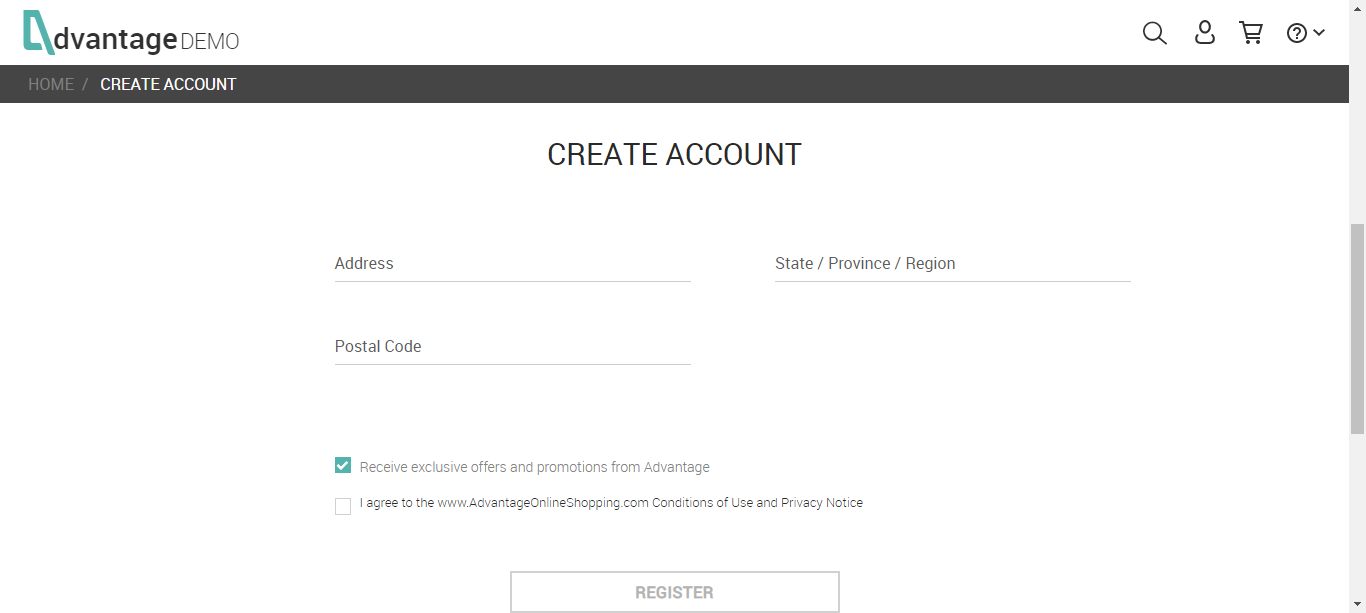 dvantage DEMO
HOME / CREATE ACCOUNT
CREATE ACCOUNT
Address
State / Province / Region
Postal Code
Receive exclusive offers and promotions from Advantage
I agree to the www.AdvantageOnlineShopping.com Conditions of Use and Privacy Notice
REGISTER